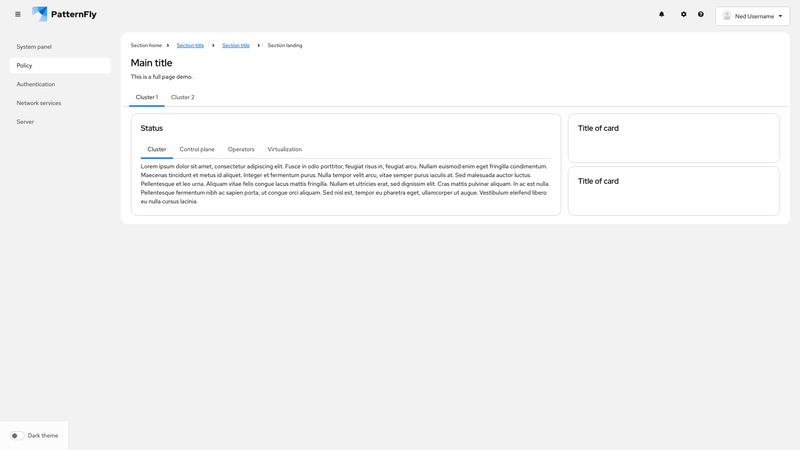 PatternFly
Ned Username
System panel
Policy
Authentication
Network services
Server
Section home > Section title > Section title > Section landing
Main title
This is a full page demo.
Cluster 1 Cluster 2
Status
Cluster Control plane Operators Virtualization
Lorem ipsum dolor sit amet, consectetur adipiscing elit. Fusce in odio porttitor, feugiat risus in, feugiat arcu. Nullam euismod enim eget fringilla condimentum.
Maecenas tincidunt et metus id aliquet. Integer et fermentum purus. Nulla tempor velit arcu, vitae semper purus iaculis at. Sed malesuada auctor luctus.
Pellentesque et leo urna. Aliquam vitae felis congue lacus mattis fringilla. Nullam et ultricies erat, sed dignissim elit. Cras mattis pulvinar aliquam. In ac est nulla.
Pellentesque fermentum nibh ac sapien porta, ut congue orci aliquam. Sed nisl est, tempor eu pharetra eget, ullamcorper ut augue. Vestibulum eleifend libero
eu nulla cursus lacinia.
Title of card
Title of card
Dark theme